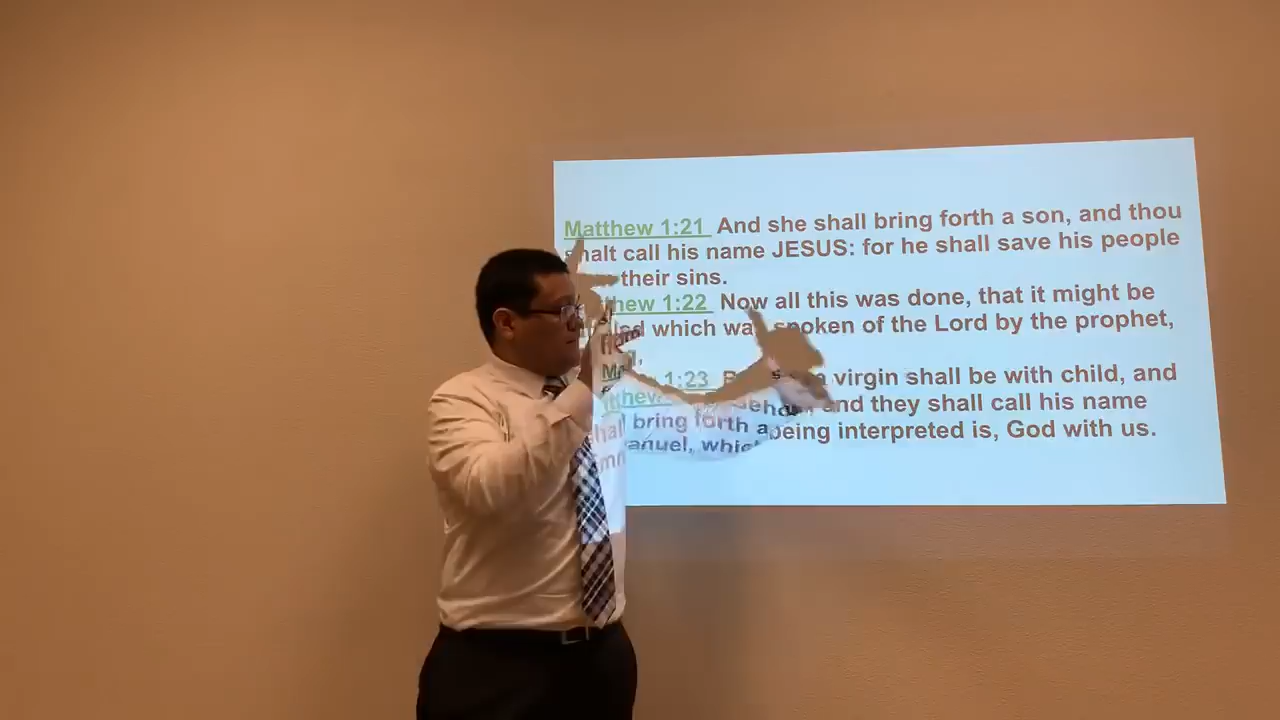 Matthew 1:21 And she shall bring forth a son, and thou
shalt call his name JESUS: for he shall save his people
their sins.
1:22 Now all this was done, that it might be
which was spoken of the Lord by the prophet,
1:23 virgin shall be with child, and
bring forth a and they shall call his name
being interpreted is, God with us.